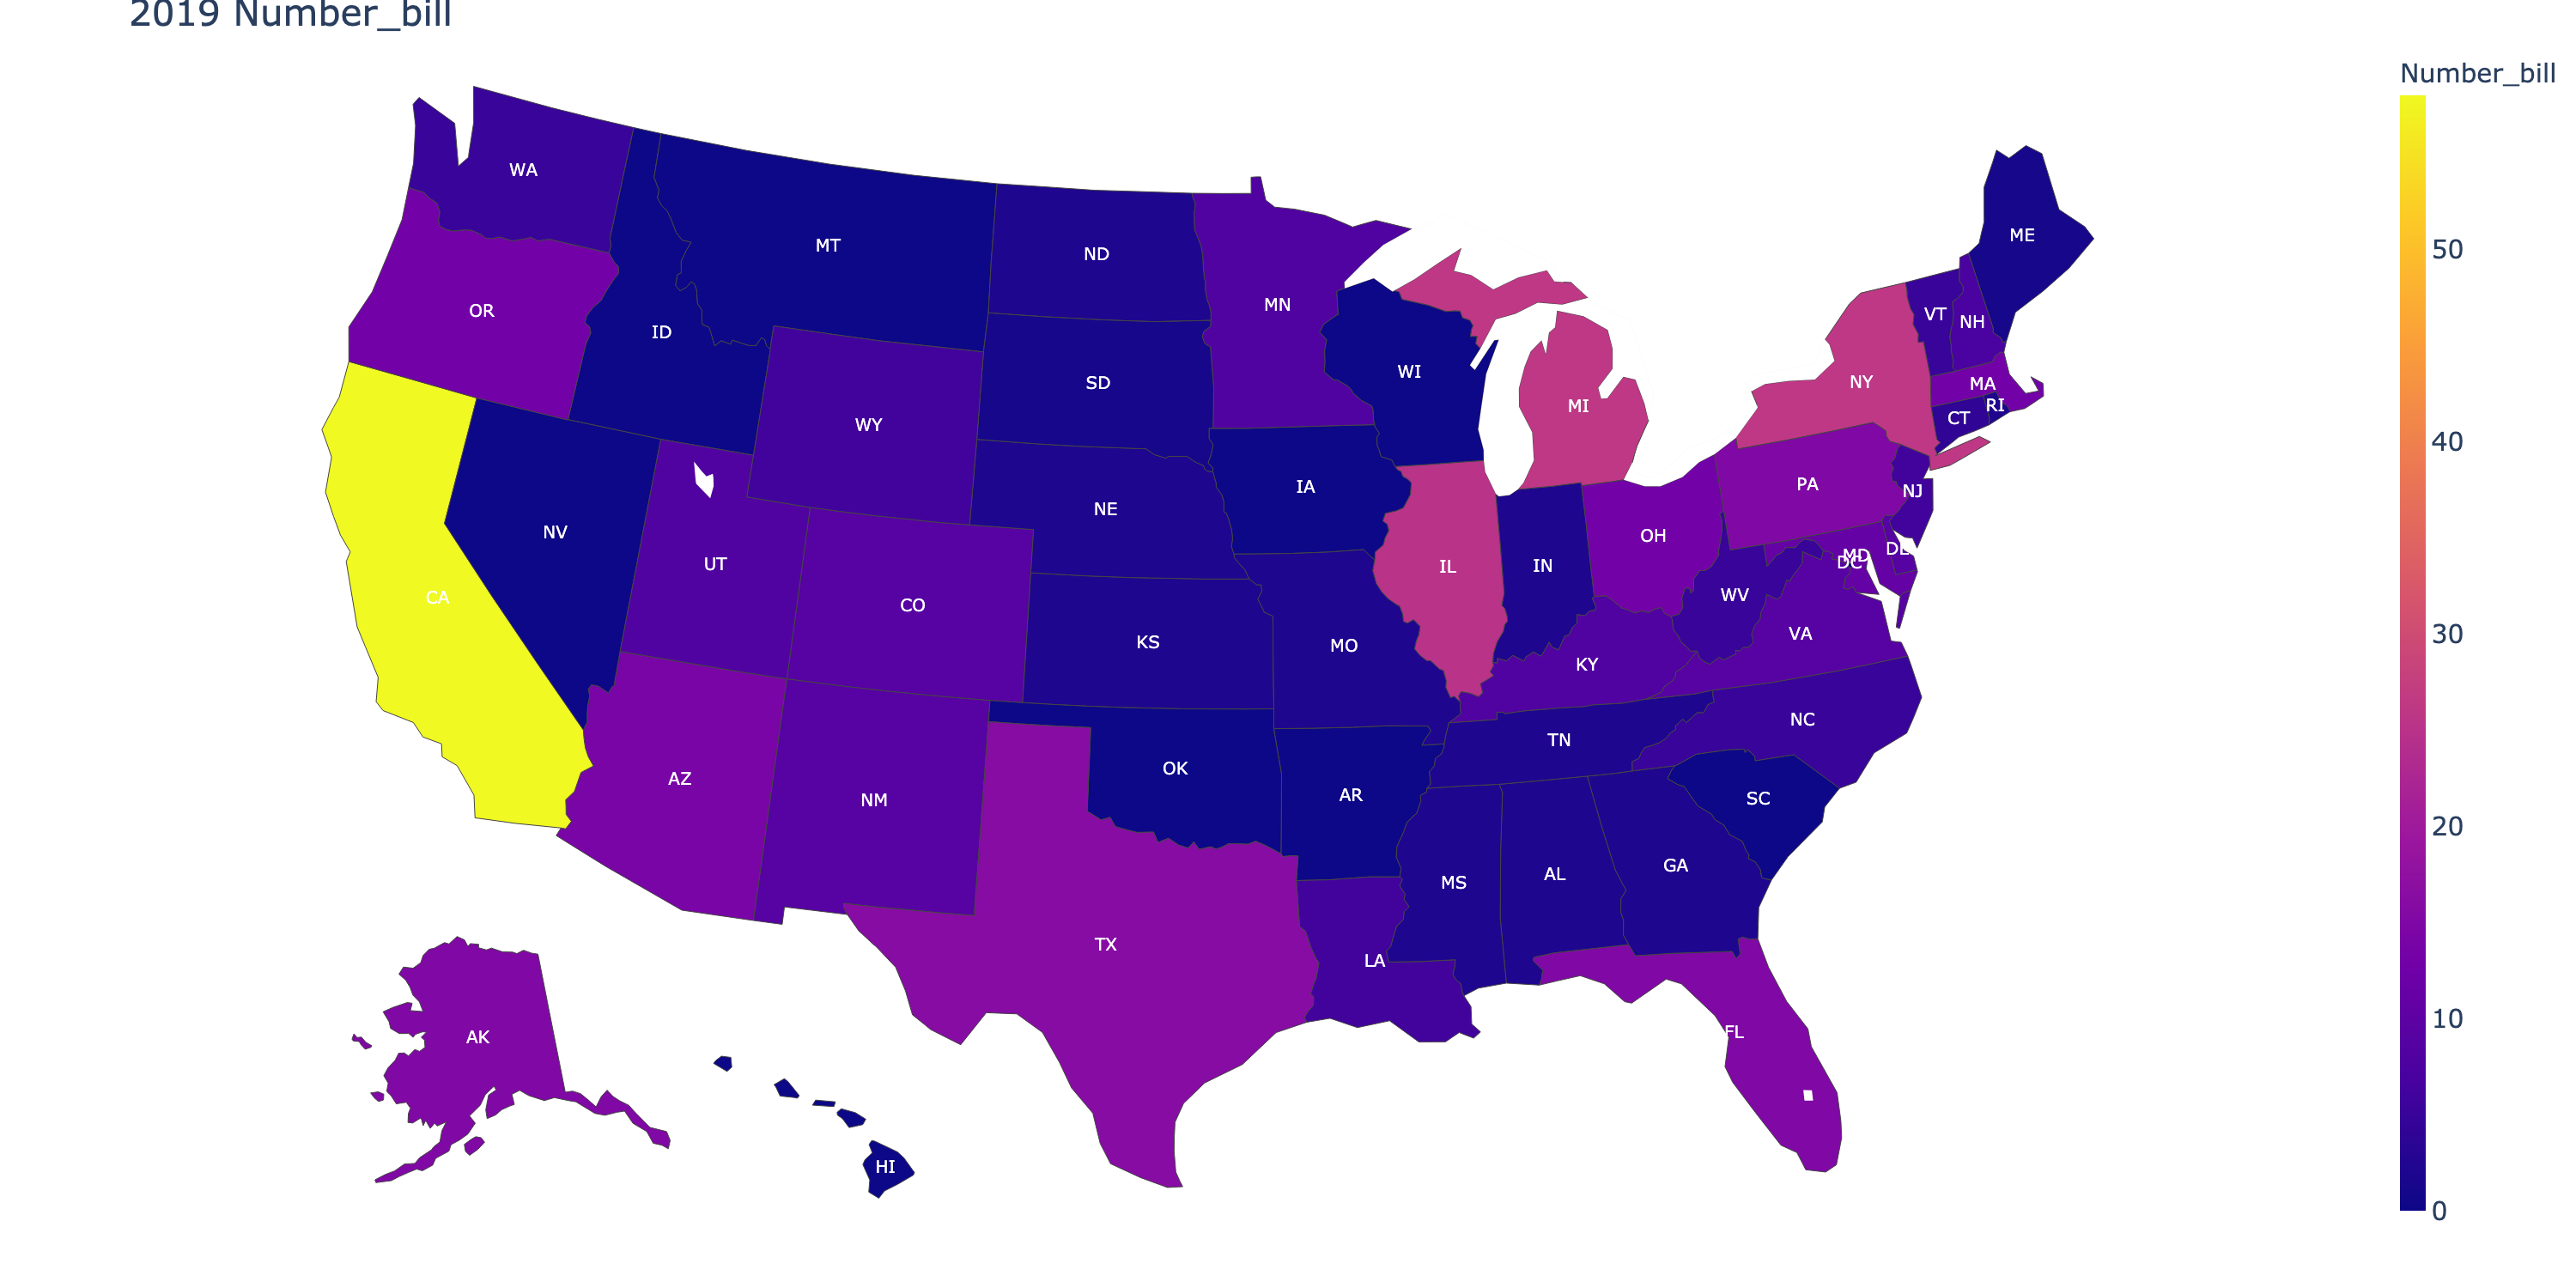 2019 Number_bill
Number_bill
WA
ME
MT
ND
MN
OR
VT
NH
ID
WI
SD
NY
MA
MI
RI
CT
WY
PA
IA
NJ
NE
NV
OH
DE
MD
DC
UT
IL
IN
WV
CA
CO
VA
KS
MO
KY
NC
TN
OK
AZ
AR
SC
NM
GA
AL
MS
TX
LA
FL
AK
HI
50
40
30
20
10
0